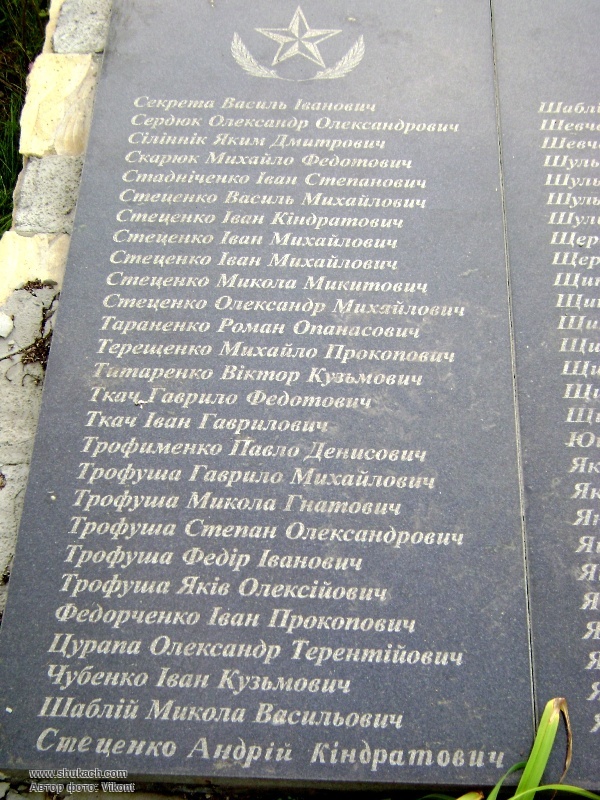 Секрета Василь Іванович
Сердюк Олександр Олександрович
Сіліннік Яким Дмитрович
Скарюк Михайло Федотович
Стадніченко Іван Степанович
Стеценко Василь Михайлович
Стеценко Іван Кіндратович
Стеценко Іван Михайлович
Стеценко Іван Михайлович
Стеценко Микола Микитович
Стеценко Олександр Михайлович
Тараненко Роман Опанасович
Терещенко Михайло Прокопович
Титаренко Віктор Кузьмович
Ткач Гаврило Федотович
Ткач Іван Гаврилович
Трофименко Павло Денисович
Трофуша Гаврило Михайлович
Трофуша Микола Гнатович
Трофуша Степан Олександрович
Трофуша Федір Іванович
Трофуша Яків Олексійович
Федорченко Іван Прокопович
Цурапа Олександр Терентійович
Чубенко Іван Кузьмович
Шаблій Микола Васильович
Стеценко Андрій Кіндратович
www.shukach.com
Автор фото: Vikont